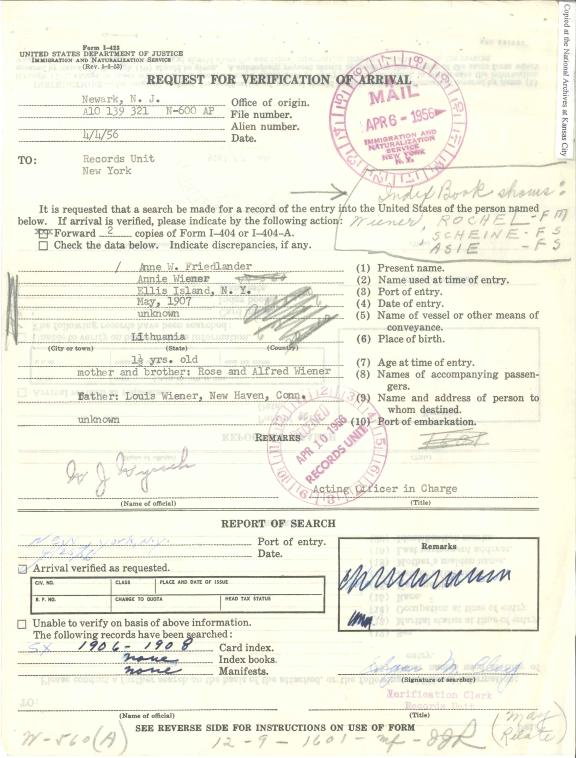 Copied at the National Archives at Kansas City
Form I-423
UNITED STATES DEPARTMENT OF JUSTICE
IMMIGRATION AND NATURALIZATION SERVICE
(Rev. 1-2-53)
REQUEST FOR VERIFICATION OF ARRIVAL
Newark, N. J. Office of origin.
A10 139 321 N-600 AP File number.
Alien number.
4/4/56 Date.
MAIL
APR 6 - 1956
IMMIGRATION AND
NATURALIZATION
SERVICE
NEW YORK
N. Y.
TO: Records Unit
New York
Index Book shows:
Wiener, ROCHEL - FM
" SCHEINE - FS
" ASIE - FS
It is requested that a search be made for a record of the entry into the United States of the person named
below. If arrival is verified, please indicate by the following action:
Forward 2 copies of Form I-404 or I-404-A.
Check the data below. Indicate discrepancies, if any.
Anne W. Friedlander (1) Present name.
Annie Wiener (2) Name used at time of entry.
Ellis Island, N. Y. (3) Port of entry.
May, 1907 (4) Date of entry.
unknown (5) Name of vessel or other means of
conveyance.
Lithuania (6) Place of birth.
(City or town) (State) (Country)
1½ yrs. old (7) Age at time of entry.
mother and brother: Rose and Alfred Wiener (8) Names of accompanying passen-
gers.
Father: Louis Wiener, New Haven, Conn. (9) Name and address of person to
whom destined.
unknown (10) Port of embarkation.
RECEIVED
APR 10 1956
RECORDS UNIT
REMARKS
Acting Officer in Charge
(Name of official) (Title)
REPORT OF SEARCH
New York, N.Y. Port of entry.
Date.
Remarks
Arrival verified as requested.
CIV. NO. CLASS PLACE AND DATE OF ISSUE
R. P. NO. CHARGE TO QUOTA HEAD TAX STATUS
Unable to verify on basis of above information.
The following records have been searched:
SX 1906-1908 Card index.
none Index books.
none Manifests.
(Signature of searcher)
Verification Clerk
Records Unit
TO:
(Name of official) (Title)
SEE REVERSE SIDE FOR INSTRUCTIONS ON USE OF FORM
(May Relate)
W-560(A) 12-9-1601-mf-JJR